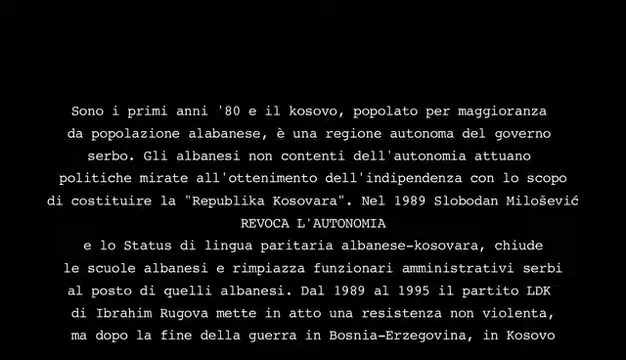 Sono i primi anni '80 e il kosovo, popolato per maggioranza
da popolazione alabanese, è una regione autonoma del governo
serbo. Gli albanesi non contenti dell'autonomia attuano
politiche mirate all'ottenimento dell'indipendenza con lo scopo
di costituire la "Republika Kosovara". Nel 1989 Slobodan Milošević
REVOCA L'AUTONOMIA
e lo Status di lingua paritaria albanese-kosovara, chiude
le scuole albanesi e rimpiazza funzionari amministrativi serbi
al posto di quelli albanesi. Dal 1989 al 1995 il partito LDK
di Ibrahim Rugova mette in atto una resistenza non violenta,
ma dopo la fine della guerra in Bosnia-Erzegovina, in Kosovo